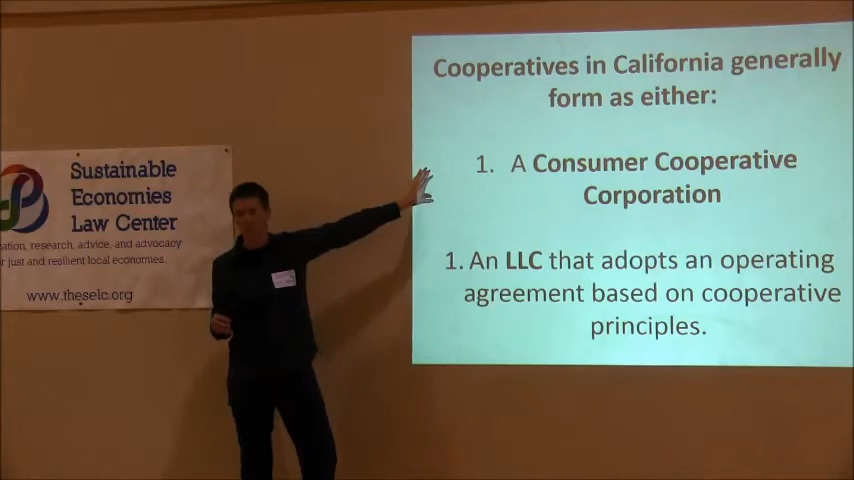 Sustainable
Economies
Law Center
ation, research, advice, and advocacy
r just and resilient local economies.
www.theselc.org
Cooperatives in California generally
form as either:
1. A Consumer Cooperative
Corporation
1. An LLC that adopts an operating
agreement based on cooperative
principles.